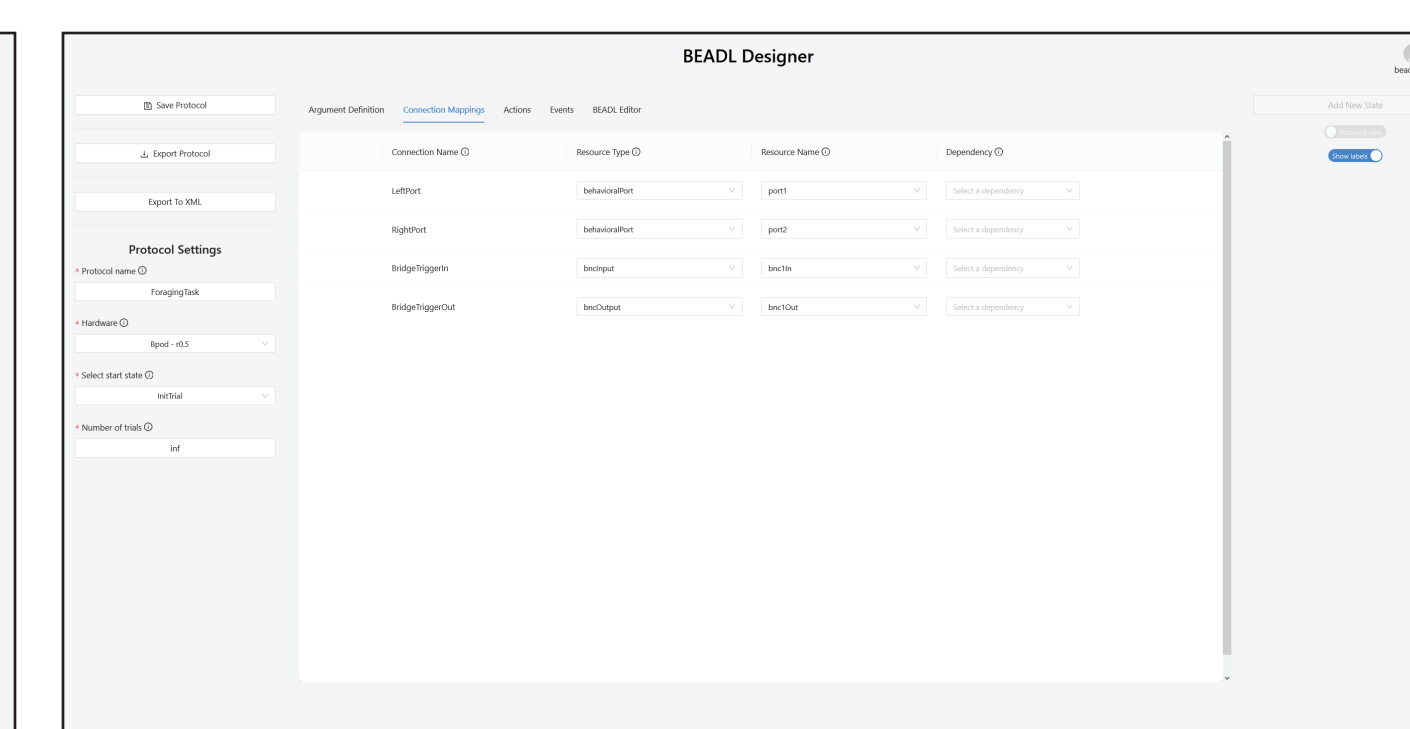 BEADL Designer
Save Protocol
Export Protocol
Export To XML
Protocol Settings
* Protocol name
ForagingTask
* Hardware
Bpod - r0.5
* Select start state
InitTrial
* Number of trials
inf
Argument Definition Connection Mappings Actions Events BEADL Editor
Connection Name Resource Type Resource Name Dependency
LeftPort behavioralPort port1 Select a dependency
RightPort behavioralPort port2 Select a dependency
BridgeTriggerIn bncInput bnc1In Select a dependency
BridgeTriggerOut bncOutput bnc1Out Select a dependency
Add New State
Standard view
Show labels